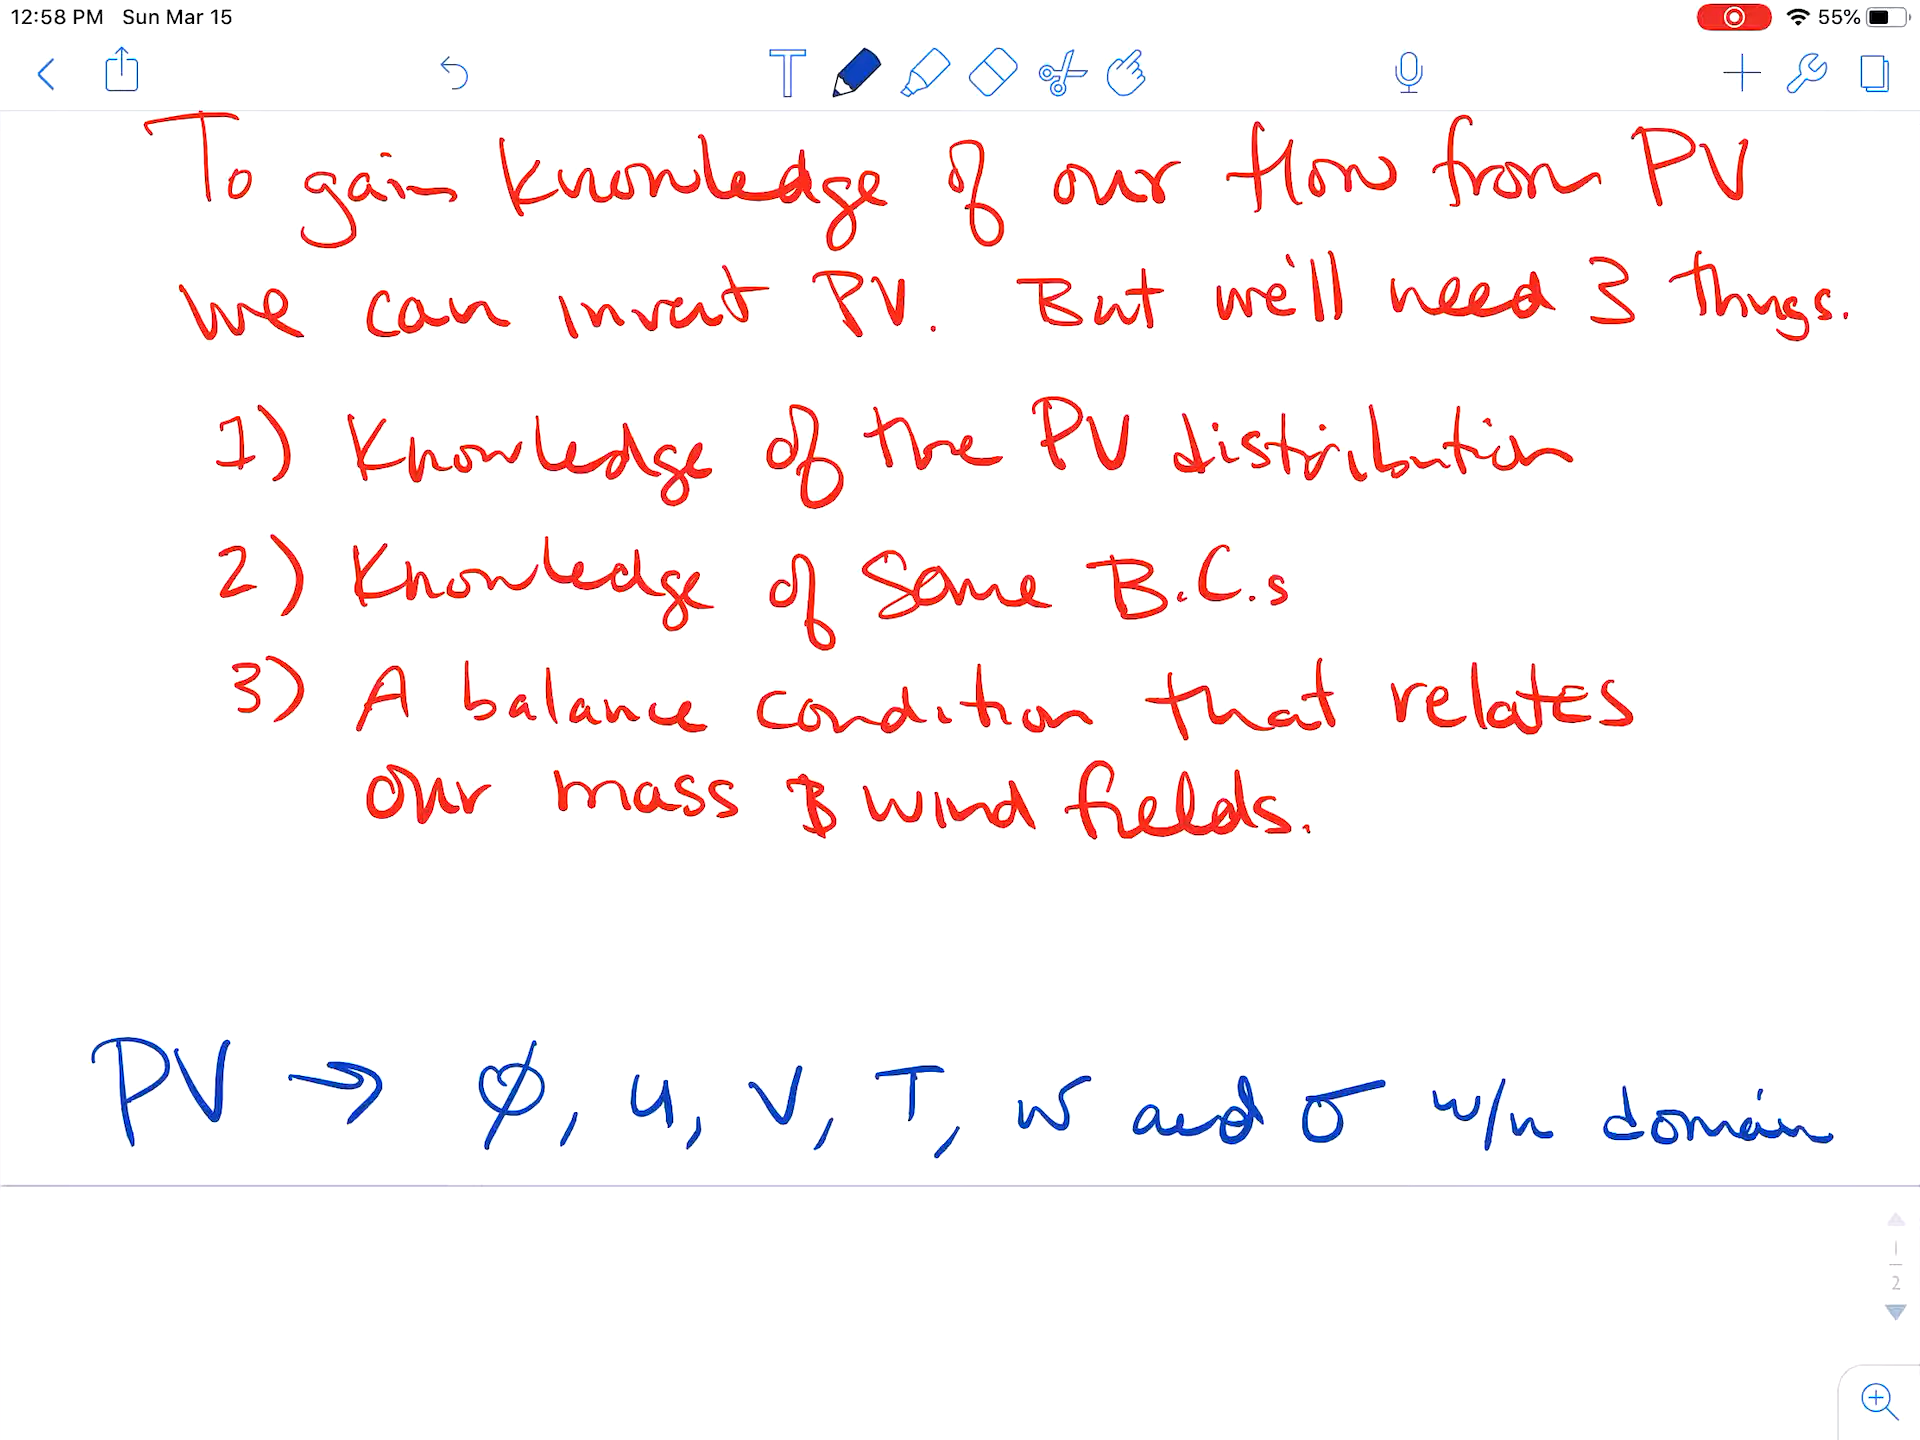 12:58 PM Sun Mar 15
55%
T
To gain knowledge of our flow from PV
we can invert PV. But we'll need 3 things.
1) Knowledge of the PV distribution
2) Knowledge of some B.C.s
3) A balance condition that relates
our mass & wind fields.
PV → ϕ, u, v, T, w and σ w/n domain
1
2